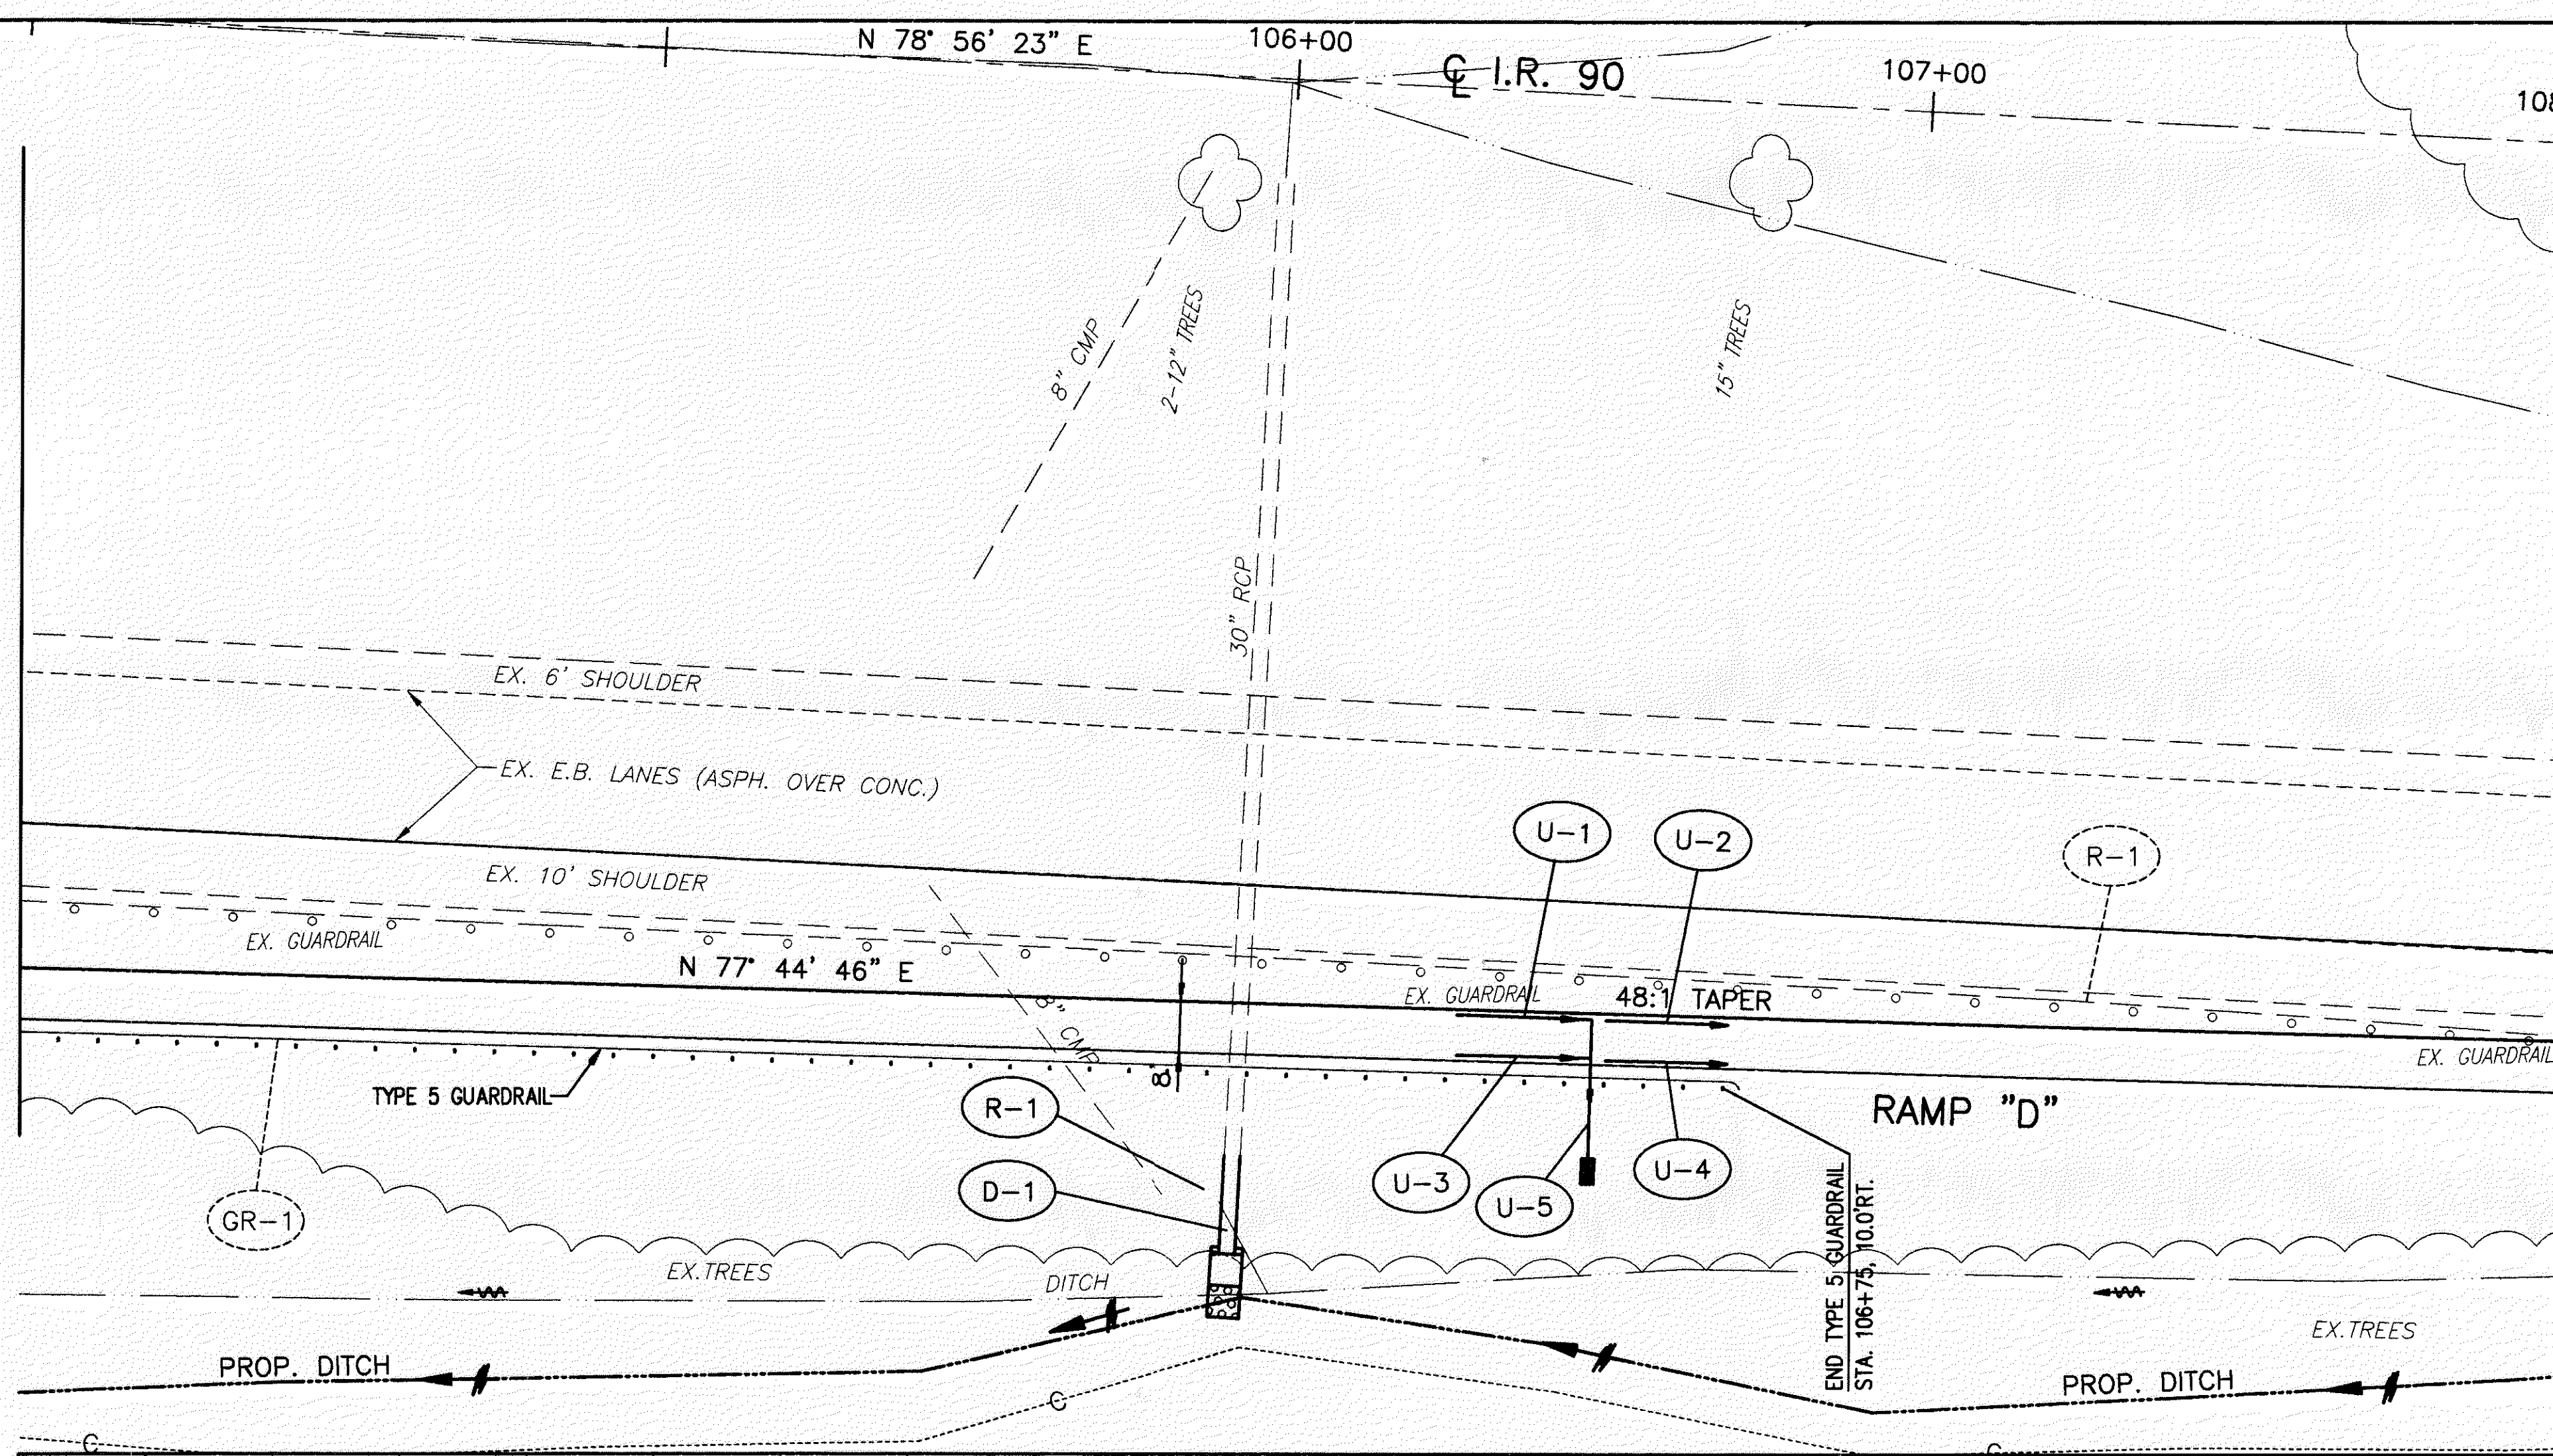 N 78° 56' 23" E
106+00
℄ I.R. 90
107+00
8" CMP
2-12" TREES
15" TREES
30" RCP
EX. 6' SHOULDER
EX. E.B. LANES (ASPH. OVER CONC.)
U-1
U-2
R-1
EX. 10' SHOULDER
EX. GUARDRAIL
N 77° 44' 46" E
EX. GUARDRAIL
48:1 TAPER
8" CMP
EX. GUARDRAIL
TYPE 5 GUARDRAIL
8'
R-1
RAMP "D"
D-1
U-3
U-5
U-4
GR-1
END TYPE 5 GUARDRAIL
STA. 106+75, 10.0'RT.
EX.TREES
DITCH
EX.TREES
PROP. DITCH
PROP. DITCH
C
C